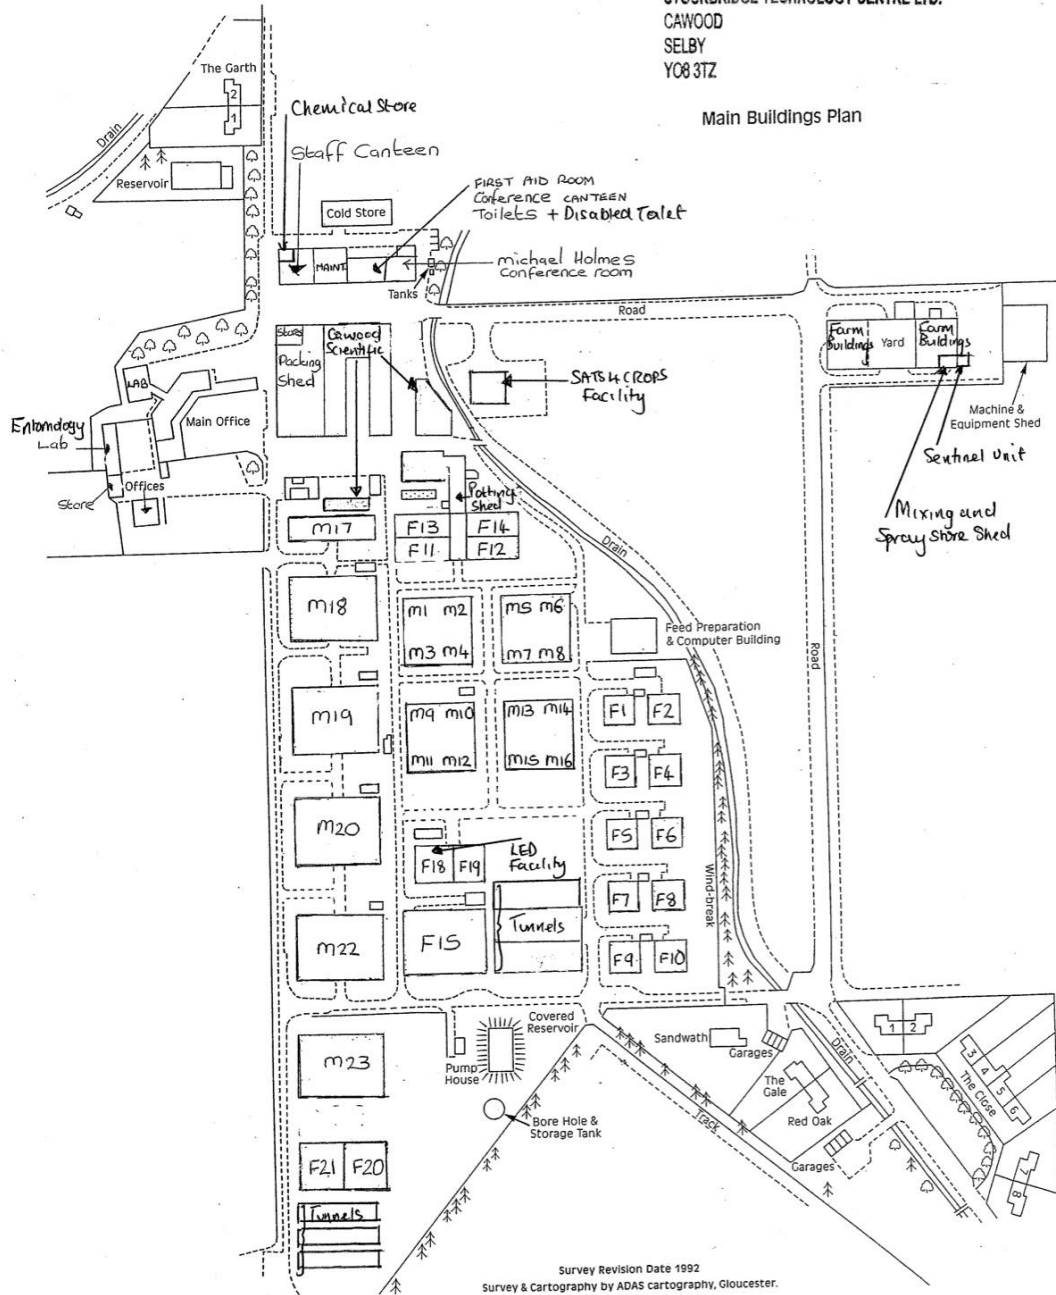 STOCKBRIDGE TECHNOLOGY CENTRE LTD.
CAWOOD
SELBY
YO8 3TZ
Main Buildings Plan
The Garth
2
1
Drain
Reservoir
Chemical Store
Staff Canteen
Cold Store
FIRST AID ROOM
Conference CANTEEN
Toilets + Disabled Toilet
MAINT
michael Holmes
Conference room
Tanks
Road
Store
Packing
Shed
Cawood
Scientific
SATS 4 CROPS
Facility
Farm
Buildings
Yard
Farm
Buildings
Machine &
Equipment Shed
Sentinel Unit
Mixing and
Spray Store Shed
LAB
Main Office
Entomology
Lab
Store
Offices
Potting
Shed
M17
F13
F14
F11
F12
Drain
M18
M1 M2
M3 M4
M5 M6
M7 M8
Feed Preparation
& Computer Building
Road
M19
M9 M10
M11 M12
M13 M14
M15 M16
F1
F2
F3
F4
M20
F5
F6
LED
Facility
F18
F19
Wind-break
F7
F8
M22
F15
Tunnels
F9
F10
M23
Covered
Reservoir
Pump
House
Bore Hole &
Storage Tank
Sandwath
Garages
The
Gale
Red Oak
Garages
Track
Drain
1
2
3
4
5
6
The Close
7
8
F21
F20
Tunnels
Survey Revision Date 1992
Survey & Cartography by ADAS cartography, Gloucester.